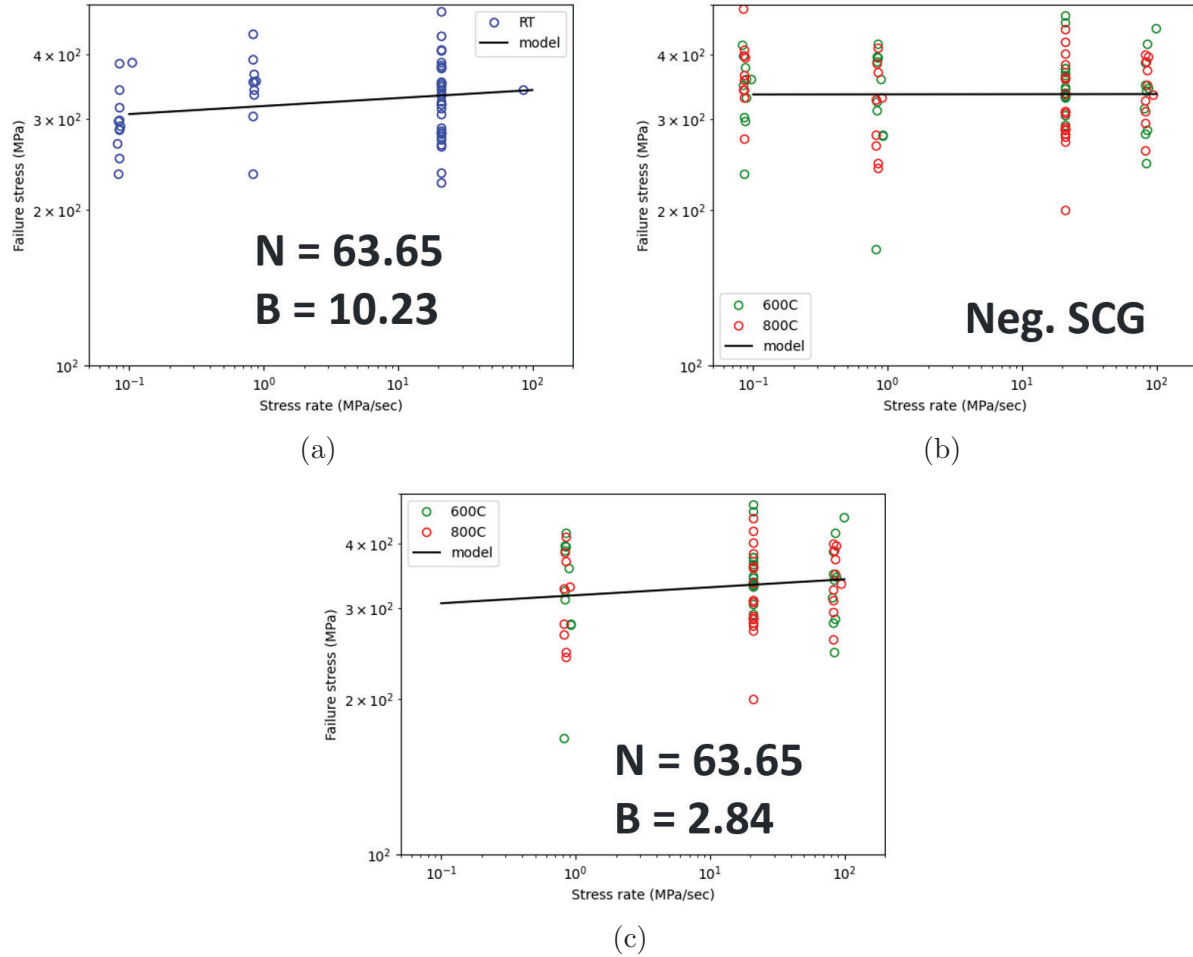 RT
model
4 × 10²
3 × 10²
2 × 10²
10²
Failure stress (MPa)
N = 63.65
B = 10.23
10⁻¹ 10⁰ 10¹ 10²
Stress rate (MPa/sec)
(a)
4 × 10²
3 × 10²
2 × 10²
10²
Failure stress (MPa)
600C
800C
model
Neg. SCG
10⁻¹ 10⁰ 10¹ 10²
Stress rate (MPa/sec)
(b)
600C
800C
model
4 × 10²
3 × 10²
2 × 10²
10²
Failure stress (MPa)
N = 63.65
B = 2.84
10⁻¹ 10⁰ 10¹ 10²
Stress rate (MPa/sec)
(c)